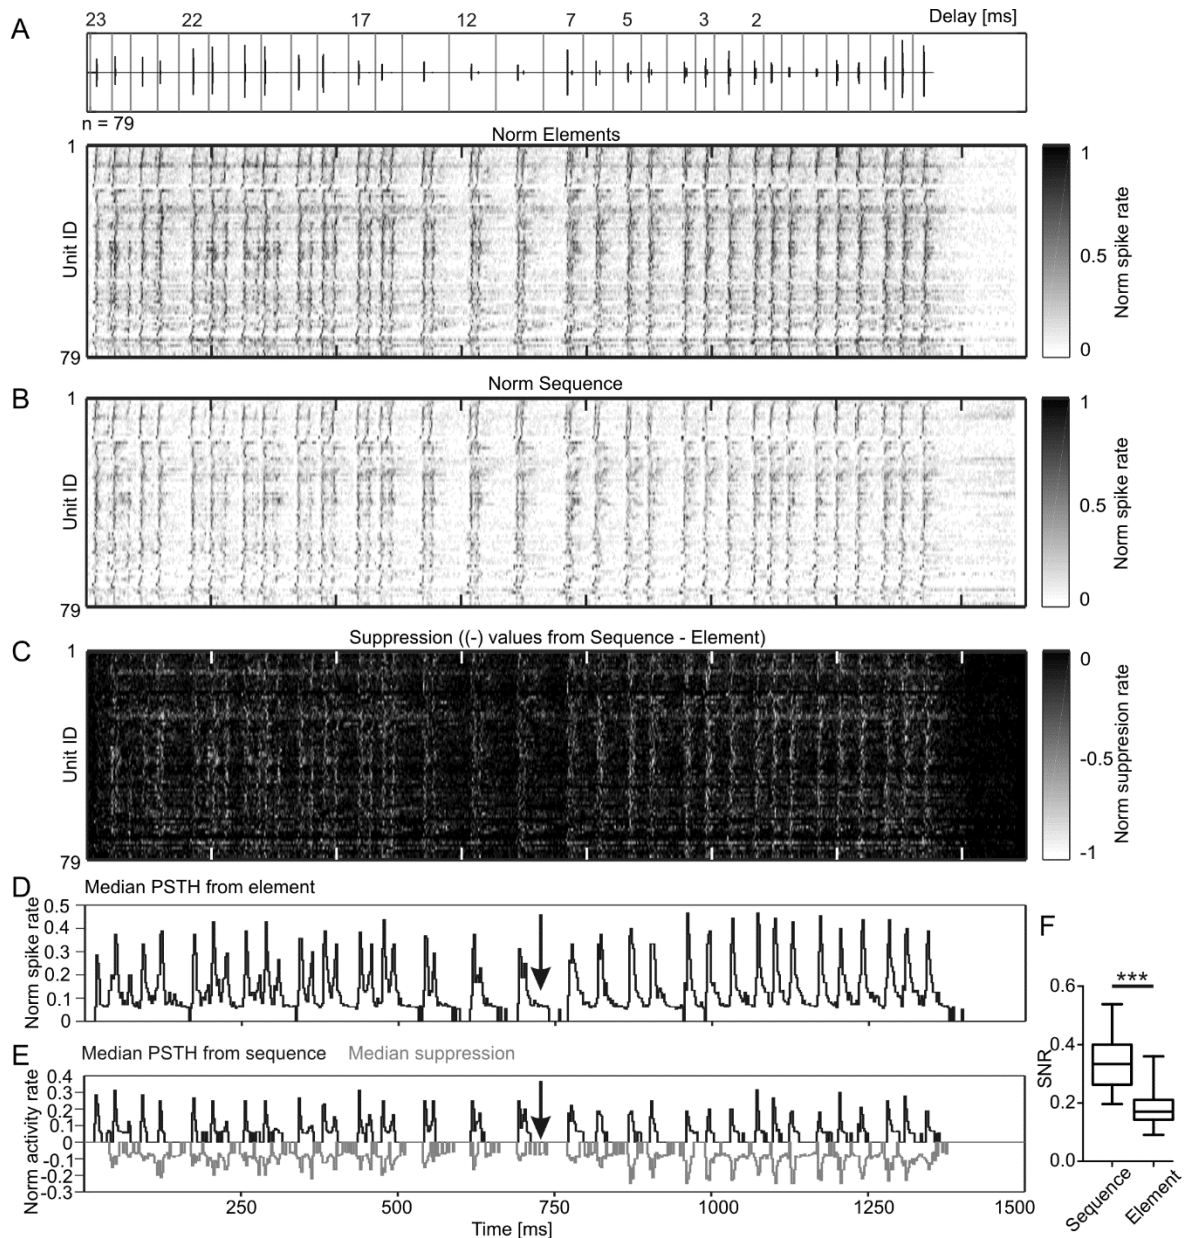 A
23 22 17 12 7 5 3 2 Delay [ms]
n = 79
Norm Elements
1
79
Unit ID
1
0.5
0
Norm spike rate
B
Norm Sequence
1
79
Unit ID
1
0.5
0
Norm spike rate
C
Suppression ((-) values from Sequence - Element)
1
79
Unit ID
0
-0.5
-1
Norm suppresion rate
D
Median PSTH from element
0.5
0.4
0.3
0.2
0.1
0
Norm spike rate
E
Median PSTH from sequence Median suppression
0.4
0.3
0.2
0.1
0
-0.1
-0.2
-0.3
Norm activity rate
250 500 750 1000 1250 1500
Time [ms]
F
***
0.6
0.4
0.2
0.0
SNR
Sequence
Element